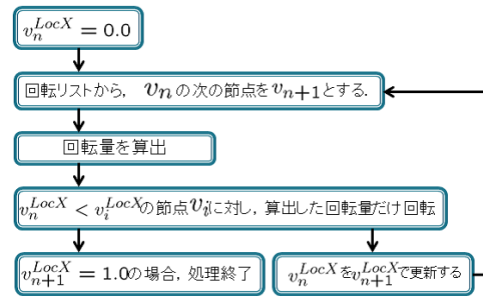 $v_n^{LocX} = 0.0$
回転リストから， $v_n$ の次の節点を$v_{n+1}$とする.
回転量を算出
$v_n^{LocX} < v_i^{LocX}$の節点$v_i$に対し，算出した回転量だけ回転
$v_{n+1}^{LocX} = 1.0$の場合，処理終了
$v_n^{LocX}$を$v_{n+1}^{LocX}$で更新する